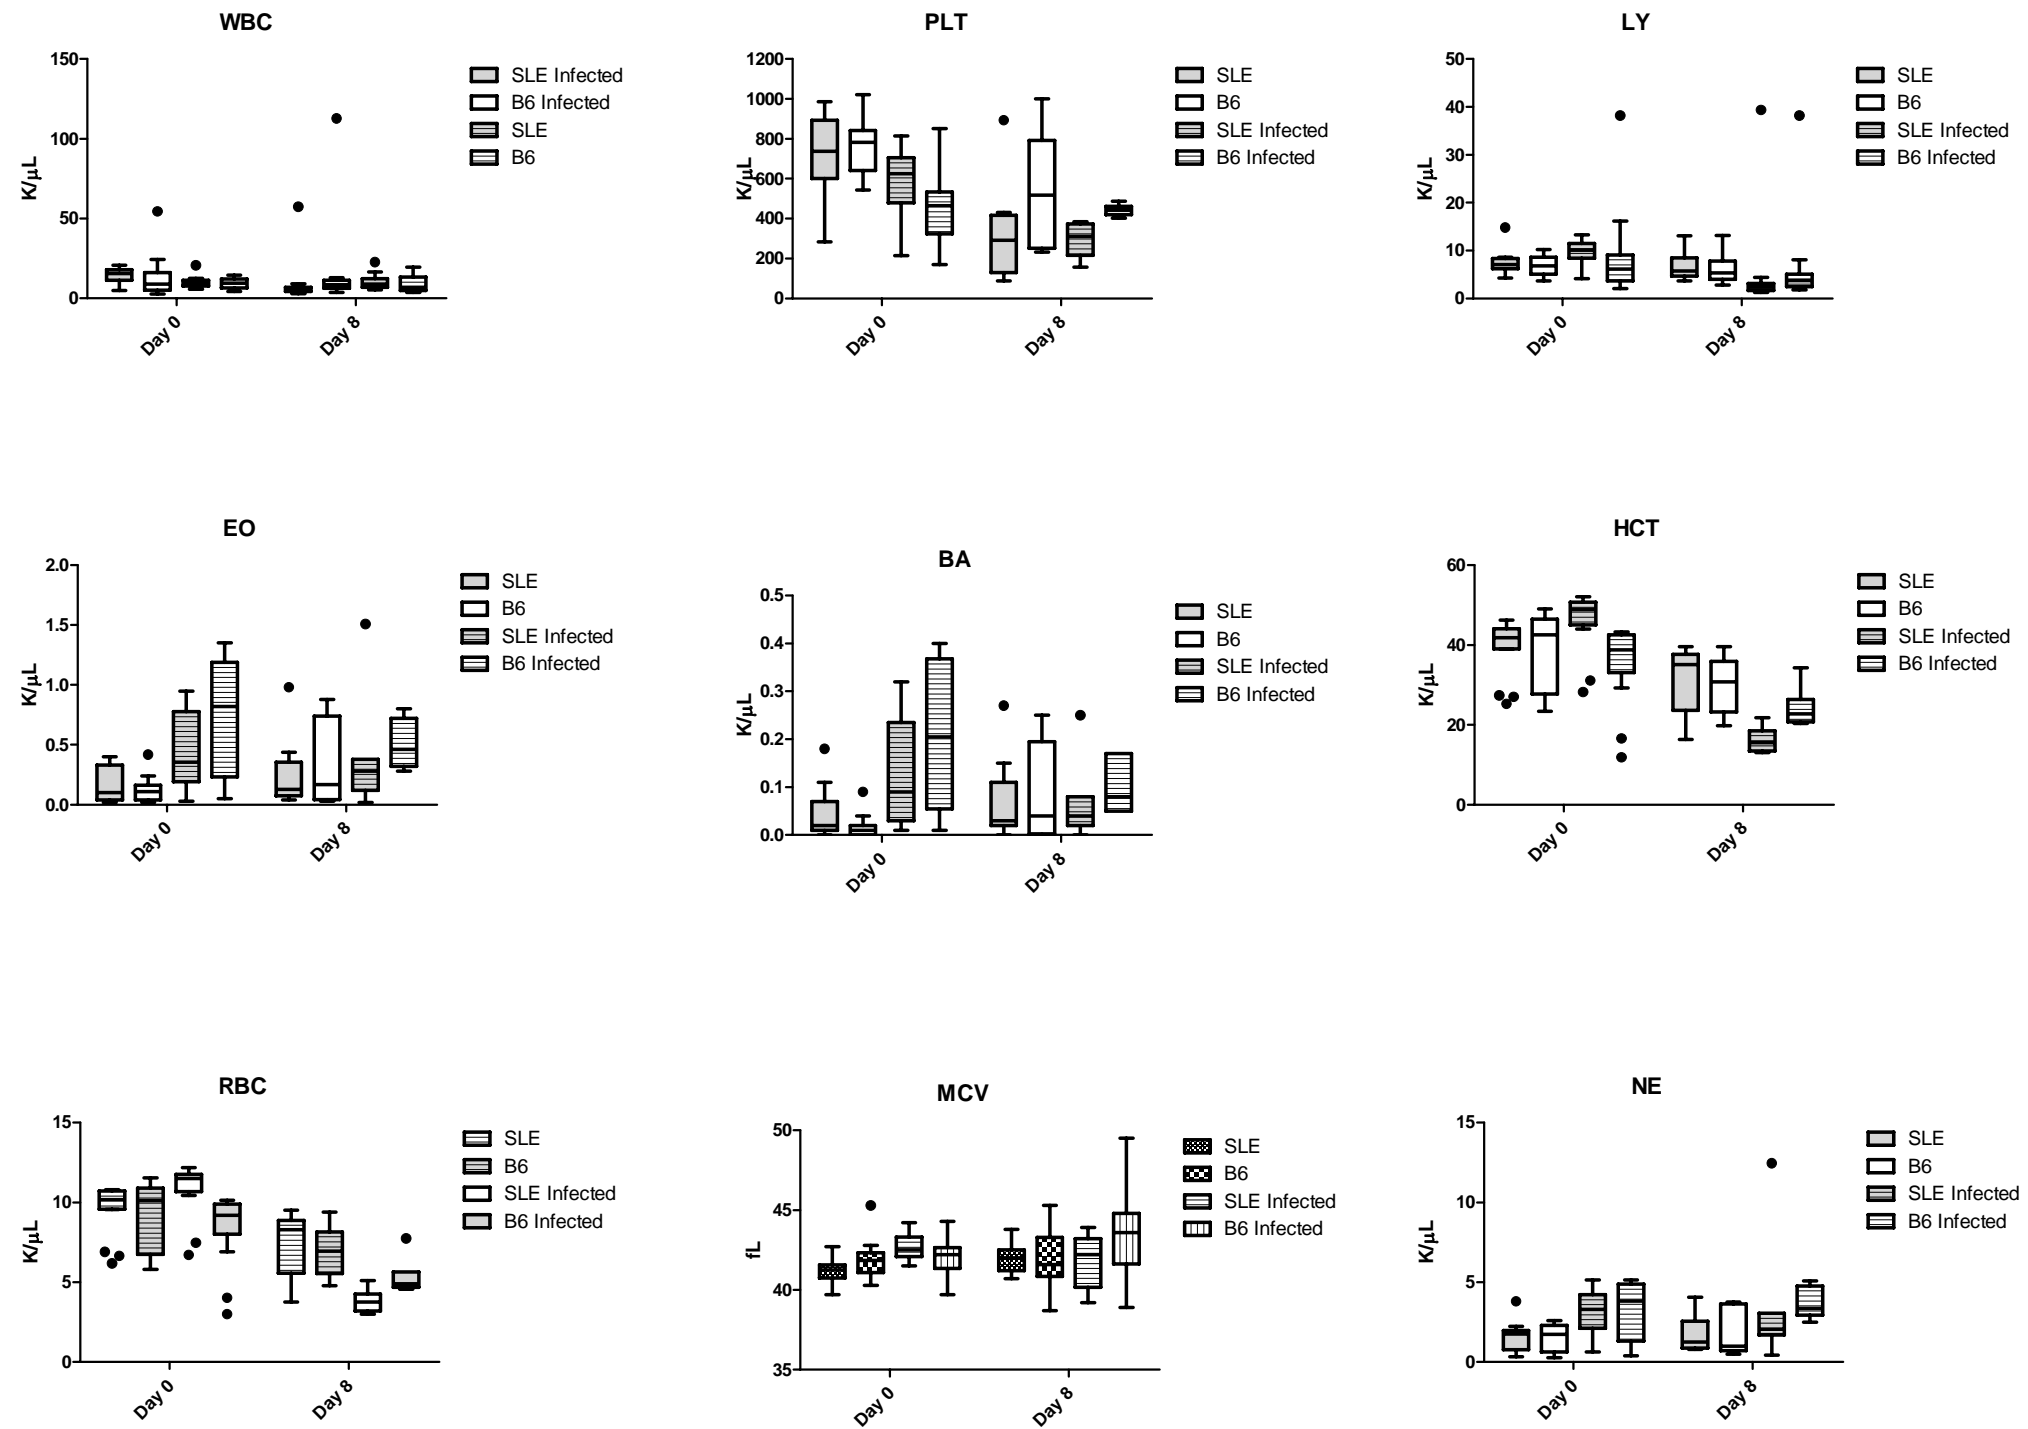 WBC
150
100
50
0
K/µL
Day 0
Day 8
SLE Infected
B6 Infected
SLE
B6
PLT
1200
1000
800
600
400
200
0
K/µL
Day 0
Day 8
SLE
B6
SLE Infected
B6 Infected
LY
50
40
30
20
10
0
K/µL
Day 0
Day 8
SLE
B6
SLE Infected
B6 Infected
EO
2.0
1.5
1.0
0.5
0.0
K/µL
Day 0
Day 8
SLE
B6
SLE Infected
B6 Infected
BA
0.5
0.4
0.3
0.2
0.1
0.0
K/µL
Day 0
Day 8
SLE
B6
SLE Infected
B6 Infected
HCT
60
40
20
0
K/µL
Day 0
Day 8
SLE
B6
SLE Infected
B6 Infected
RBC
15
10
5
0
K/µL
Day 0
Day 8
SLE
B6
SLE Infected
B6 Infected
MCV
50
45
40
35
fL
Day 0
Day 8
SLE
B6
SLE Infected
B6 Infected
NE
15
10
5
0
K/µL
Day 0
Day 8
SLE
B6
SLE Infected
B6 Infected